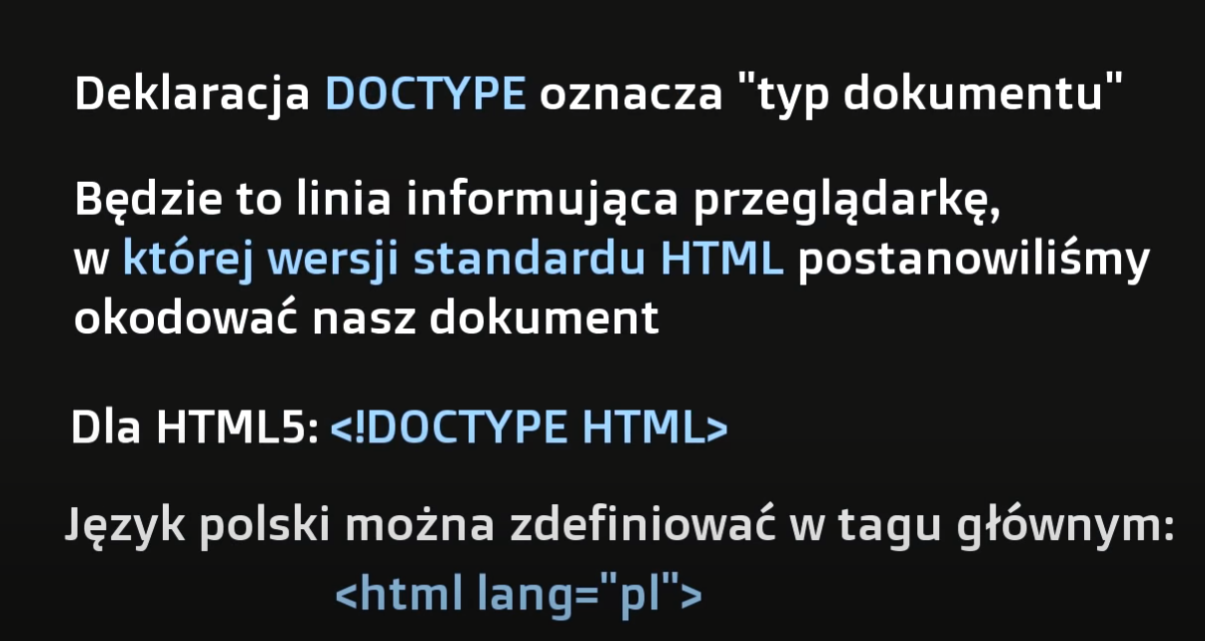 Deklaracja DOCTYPE oznacza "typ dokumentu"
Będzie to linia informująca przeglądarkę,
w której wersji standardu HTML postanowiliśmy
okodować nasz dokument
Dla HTML5: <!DOCTYPE HTML>
Język polski można zdefiniować w tagu głównym:
<html lang="pl">